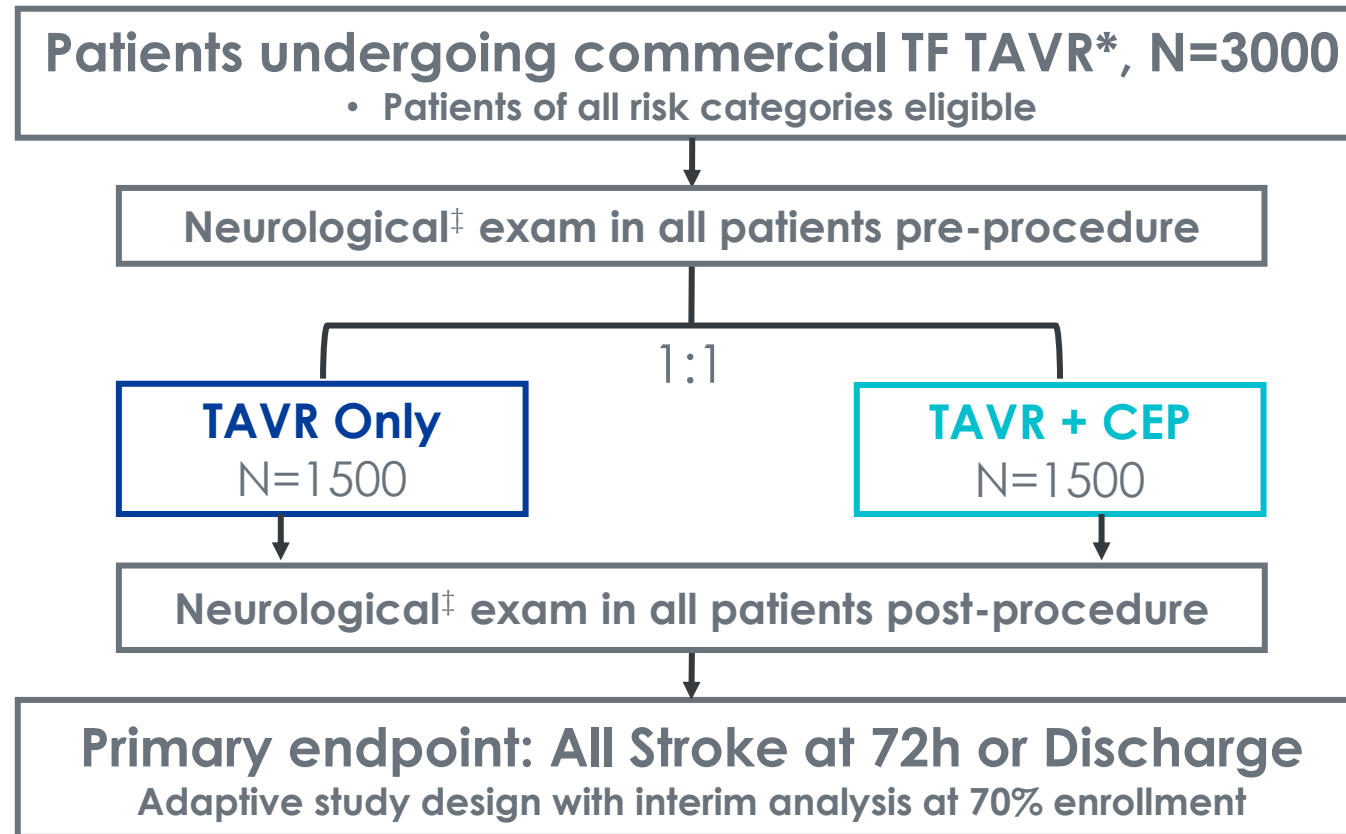 Patients undergoing commercial TF TAVR*, N=3000
• Patients of all risk categories eligible
Neurological‡ exam in all patients pre-procedure
1:1
TAVR Only
N=1500
TAVR + CEP
N=1500
Neurological‡ exam in all patients post-procedure
Primary endpoint: All Stroke at 72h or Discharge
Adaptive study design with interim analysis at 70% enrollment